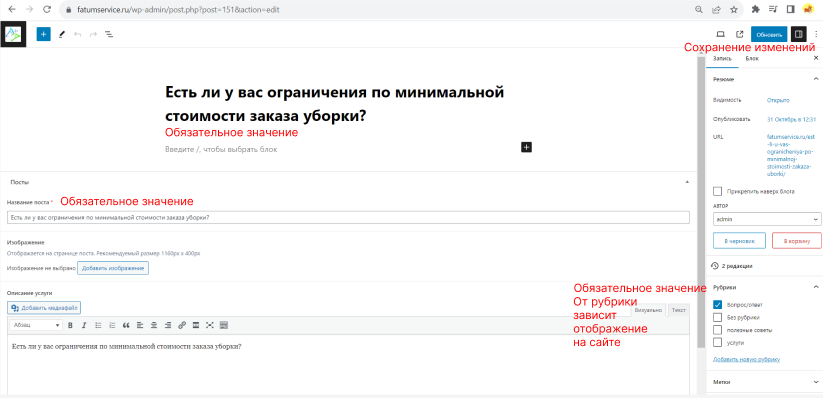 fatumservice.ru/wp-admin/post.php?post=151&action=edit
Обновить
Сохранение изменений
Запись Блок
Есть ли у вас ограничения по минимальной
стоимости заказа уборки?
Обязательное значение
Введите /, чтобы выбрать блок
Посты
Название поста *
Обязательное значение
Есть ли у вас ограничения по минимальной стоимости заказа уборки?
Изображение
Отображается на странице поста. Рекомендуемый размер 1160px x 400px
Изображение не выбрано Добавить изображение
Описание услуги
Добавить медиафайл
Визуально Текст
Абзац
Есть ли у вас ограничения по минимальной стоимости заказа уборки?
Обязательное значение
От рубрики
зависит
отображение
на сайте
Резюме
Видимость Открыто
Опубликовать 31 Октябрь в 12:31
URL fatumservice.ru/est
-li-u-vas-
ogranicheniya-po-
minimalnoj-
stoimosti-zakaza-
uborki/
Прикрепить наверх блога
АВТОР
admin
В черновик В корзину
2 редакции
Рубрики
Вопрос/ответ
Без рубрики
полезные советы
услуги
Добавить новую рубрику
Метки